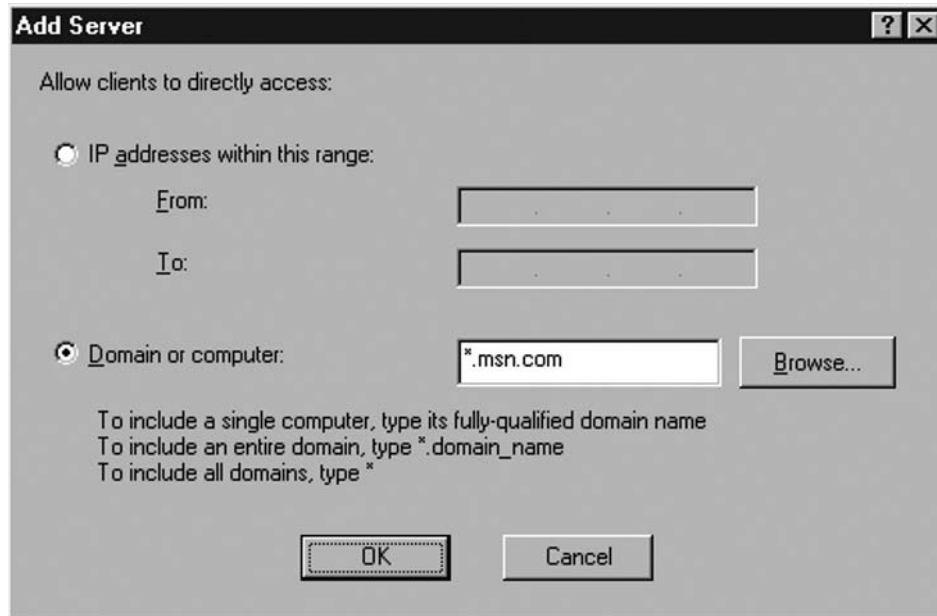 Add Server
Allow clients to directly access:
IP addresses within this range:
From:
To:
Domain or computer:
*.msn.com
Browse...
To include a single computer, type its fully-qualified domain name
To include an entire domain, type *.domain_name
To include all domains, type *
OK
Cancel